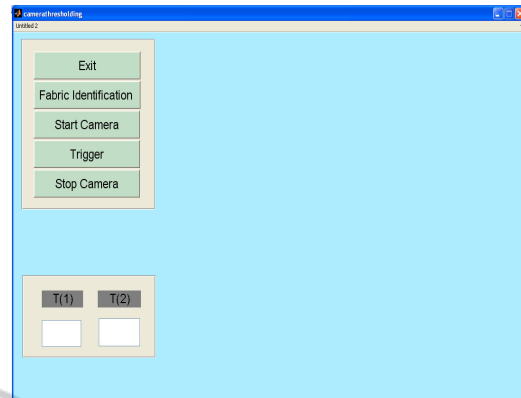 camerathresholding
Untitled 2
Exit
Fabric Identification
Start Camera
Trigger
Stop Camera
T(1) T(2)